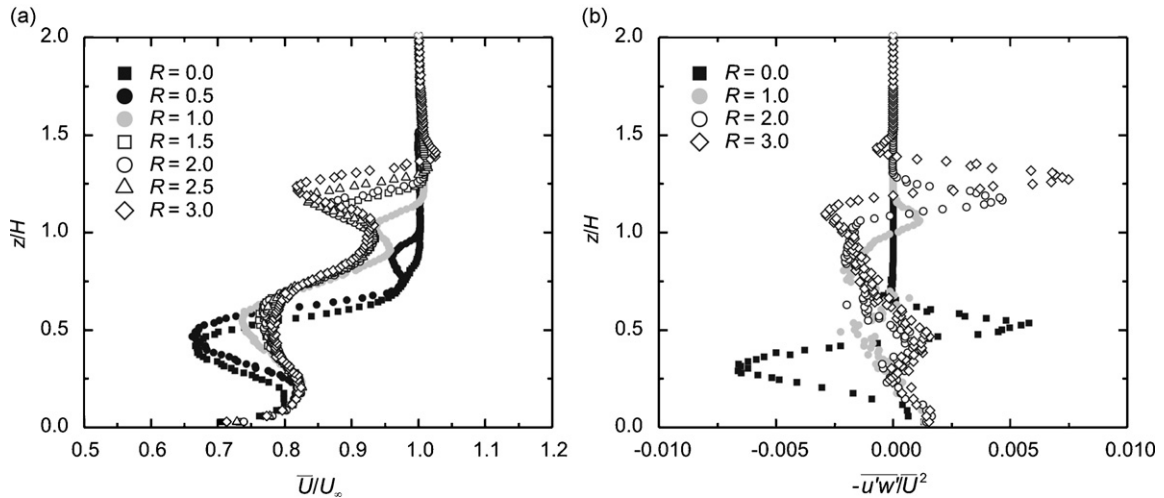 (a)
2.0
1.5
1.0
0.5
0.0
z/H
R = 0.0
R = 0.5
R = 1.0
R = 1.5
R = 2.0
R = 2.5
R = 3.0
0.5 0.6 0.7 0.8 0.9 1.0 1.1 1.2
U̅/U∞
(b)
2.0
1.5
1.0
0.5
0.0
z/H
R = 0.0
R = 1.0
R = 2.0
R = 3.0
-0.010 -0.005 0.000 0.005 0.010
-u'w'/U̅²